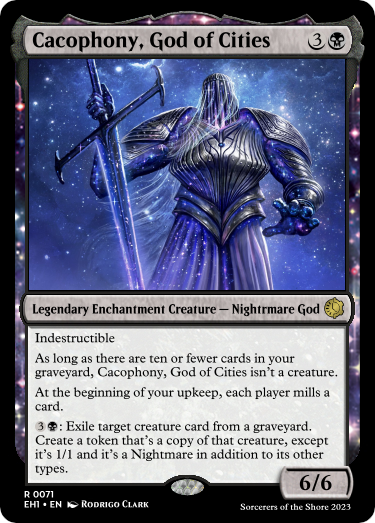 Cacophony, God of Cities 3
Legendary Enchantment Creature — Nightrmare God
Indestructible
As long as there are ten or fewer cards in your
graveyard, Cacophony, God of Cities isn't a creature.
At the beginning of your upkeep, each player mills a
card.
3 : Exile target creature card from a graveyard.
Create a token that's a copy of that creature, except
it's 1/1 and it's a Nightmare in addition to its other
types.
6/6
R 0071
EH1 • EN Rodrigo Clark
Sorcerers of the Shore 2023